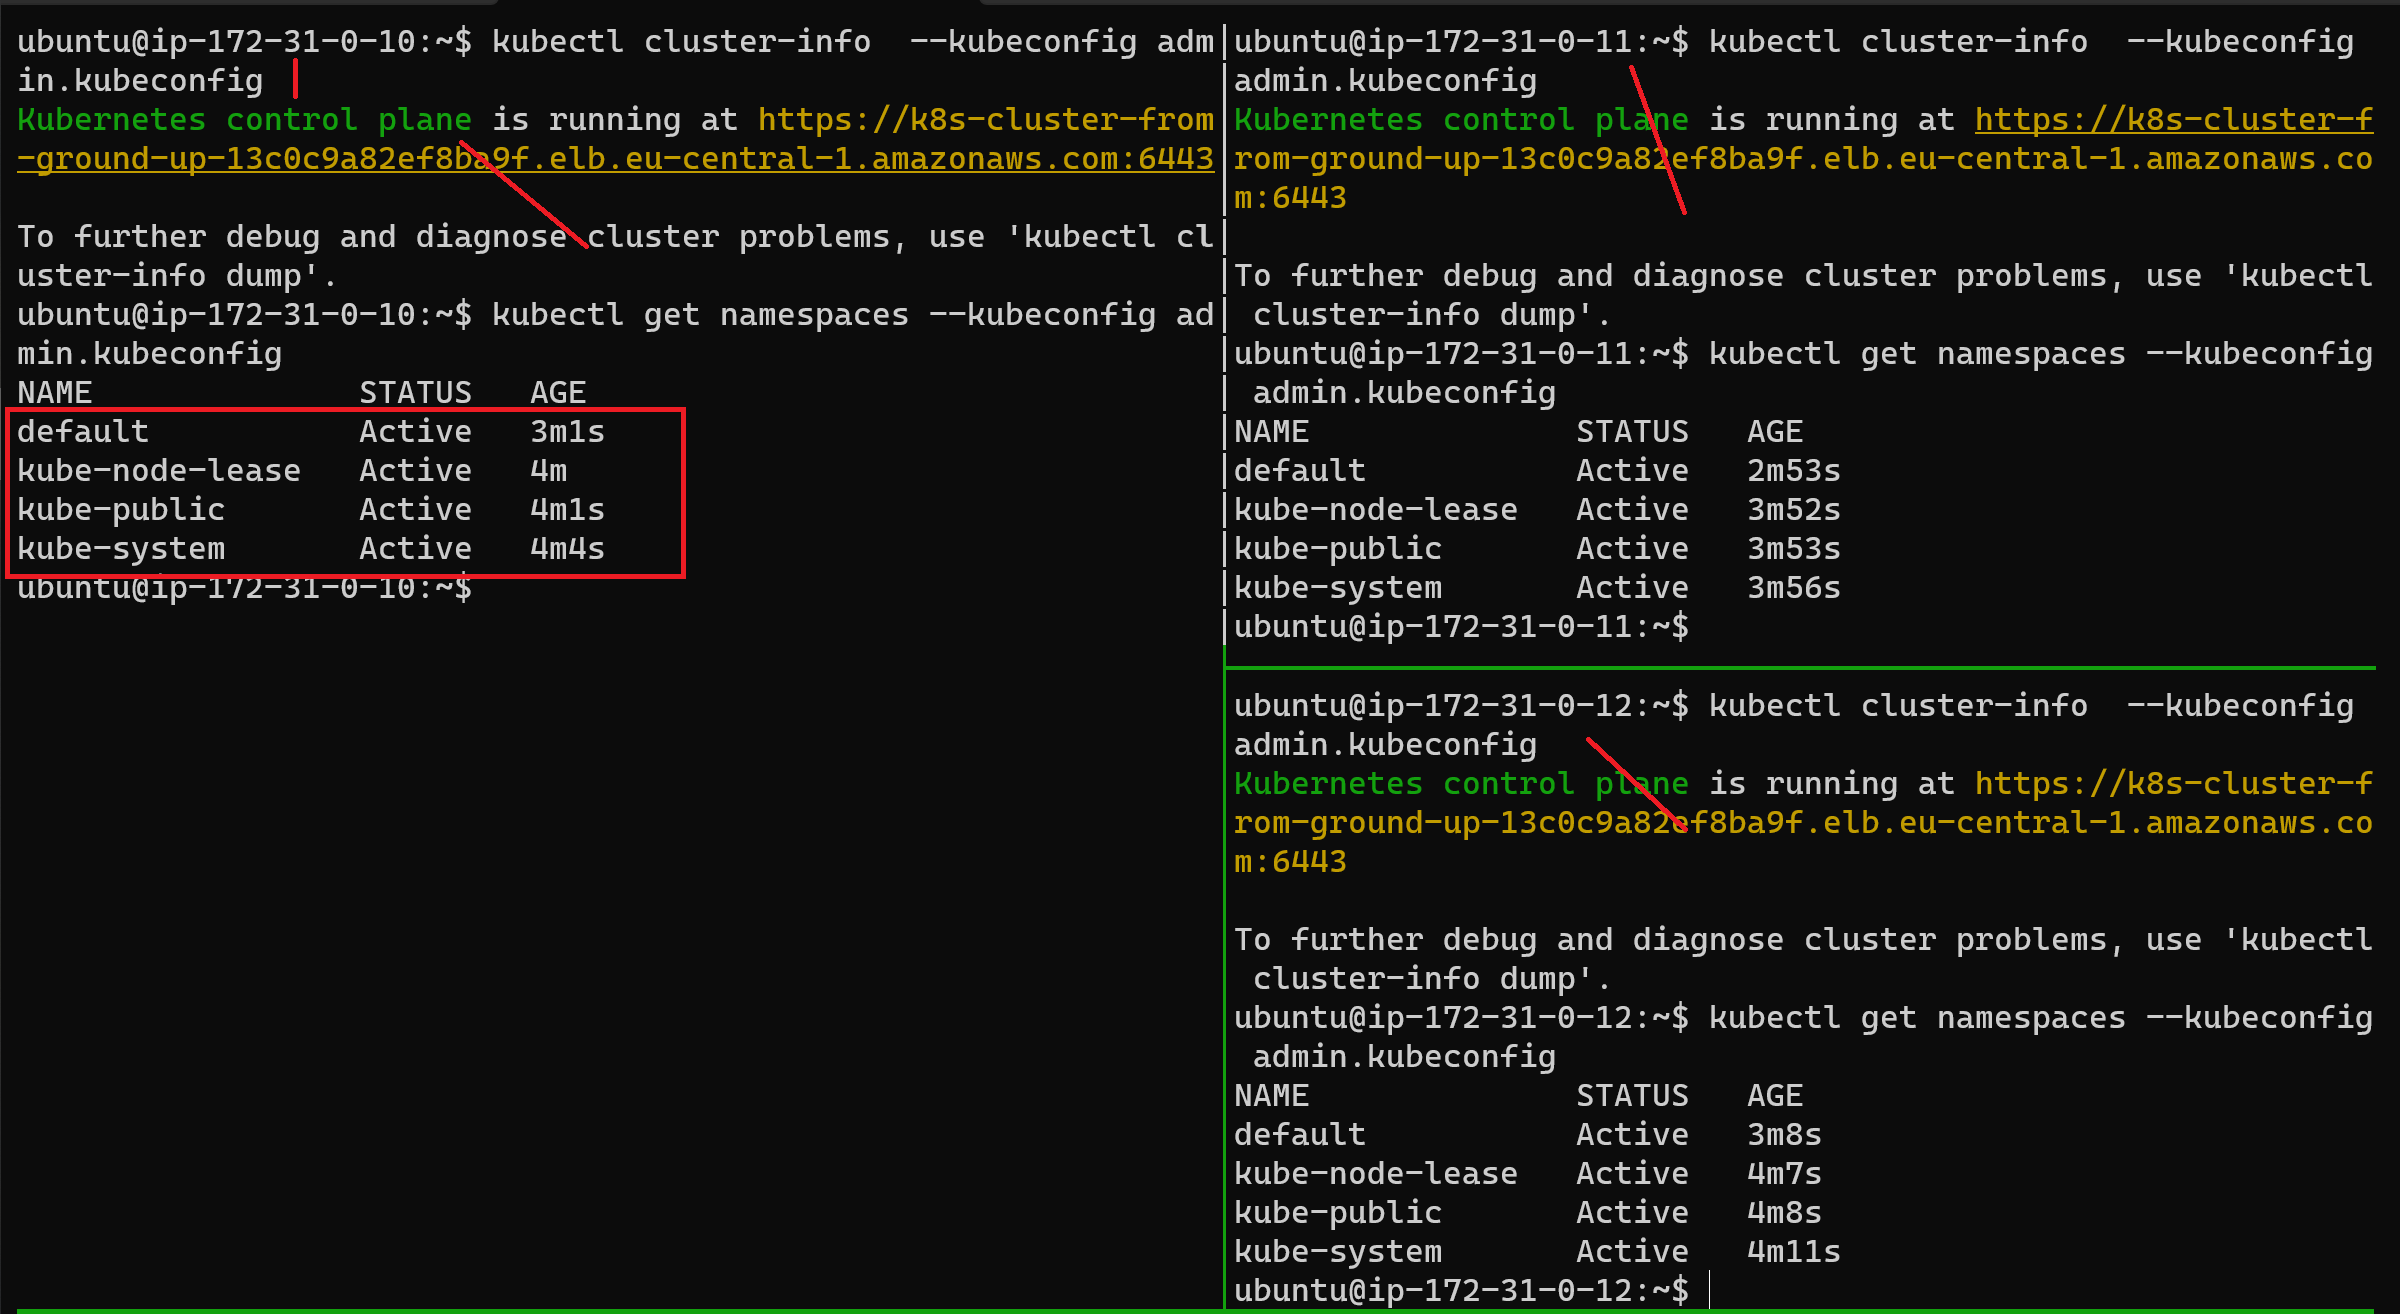 ubuntu@ip-172-31-0-10:~$ kubectl cluster-info  --kubeconfig adm
in.kubeconfig
Kubernetes control plane is running at https://k8s-cluster-from
-ground-up-13c0c9a82ef8ba9f.elb.eu-central-1.amazonaws.com:6443

To further debug and diagnose cluster problems, use 'kubectl cl
uster-info dump'.
ubuntu@ip-172-31-0-10:~$ kubectl get namespaces --kubeconfig ad
min.kubeconfig
NAME              STATUS   AGE
default           Active   3m1s
kube-node-lease   Active   4m
kube-public       Active   4m1s
kube-system       Active   4m4s
ubuntu@ip-172-31-0-10:~$
ubuntu@ip-172-31-0-11:~$ kubectl cluster-info  --kubeconfig
admin.kubeconfig
Kubernetes control plane is running at https://k8s-cluster-f
rom-ground-up-13c0c9a82ef8ba9f.elb.eu-central-1.amazonaws.co
m:6443

To further debug and diagnose cluster problems, use 'kubectl
 cluster-info dump'.
ubuntu@ip-172-31-0-11:~$ kubectl get namespaces --kubeconfig
 admin.kubeconfig
NAME              STATUS   AGE
default           Active   2m53s
kube-node-lease   Active   3m52s
kube-public       Active   3m53s
kube-system       Active   3m56s
ubuntu@ip-172-31-0-11:~$
ubuntu@ip-172-31-0-12:~$ kubectl cluster-info  --kubeconfig
admin.kubeconfig
Kubernetes control plane is running at https://k8s-cluster-f
rom-ground-up-13c0c9a82ef8ba9f.elb.eu-central-1.amazonaws.co
m:6443

To further debug and diagnose cluster problems, use 'kubectl
 cluster-info dump'.
ubuntu@ip-172-31-0-12:~$ kubectl get namespaces --kubeconfig
 admin.kubeconfig
NAME              STATUS   AGE
default           Active   3m8s
kube-node-lease   Active   4m7s
kube-public       Active   4m8s
kube-system       Active   4m11s
ubuntu@ip-172-31-0-12:~$